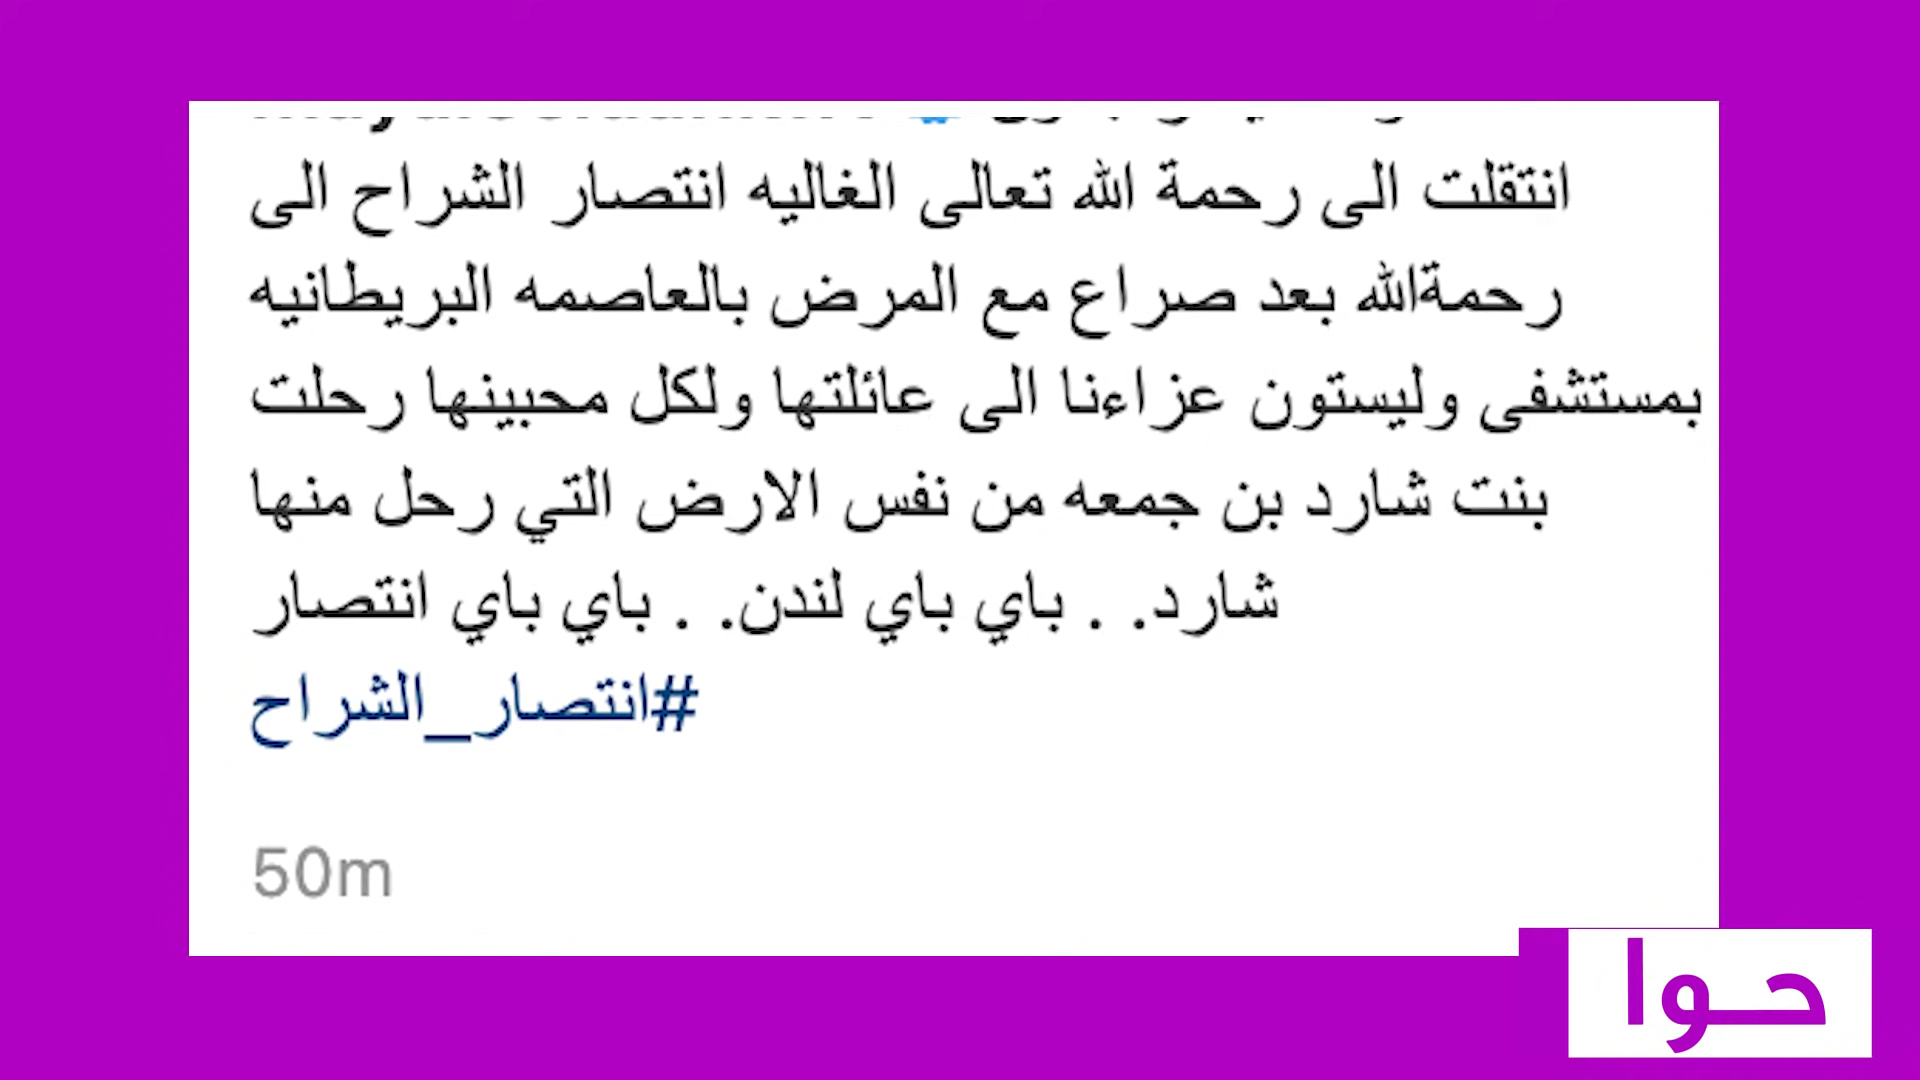 انتقلت الى رحمة الله تعالى الغاليه انتصار الشراح الى
رحمةالله بعد صراع مع المرض بالعاصمه البريطانيه
بمستشفى وليستون عزاءنا الى عائلتها ولكل محبينها رحلت
بنت شارد بن جمعه من نفس الارض التي رحل منها
شارد. . باي باي لندن. . باي باي انتصار
#انتصار_الشراح
50m
حوا